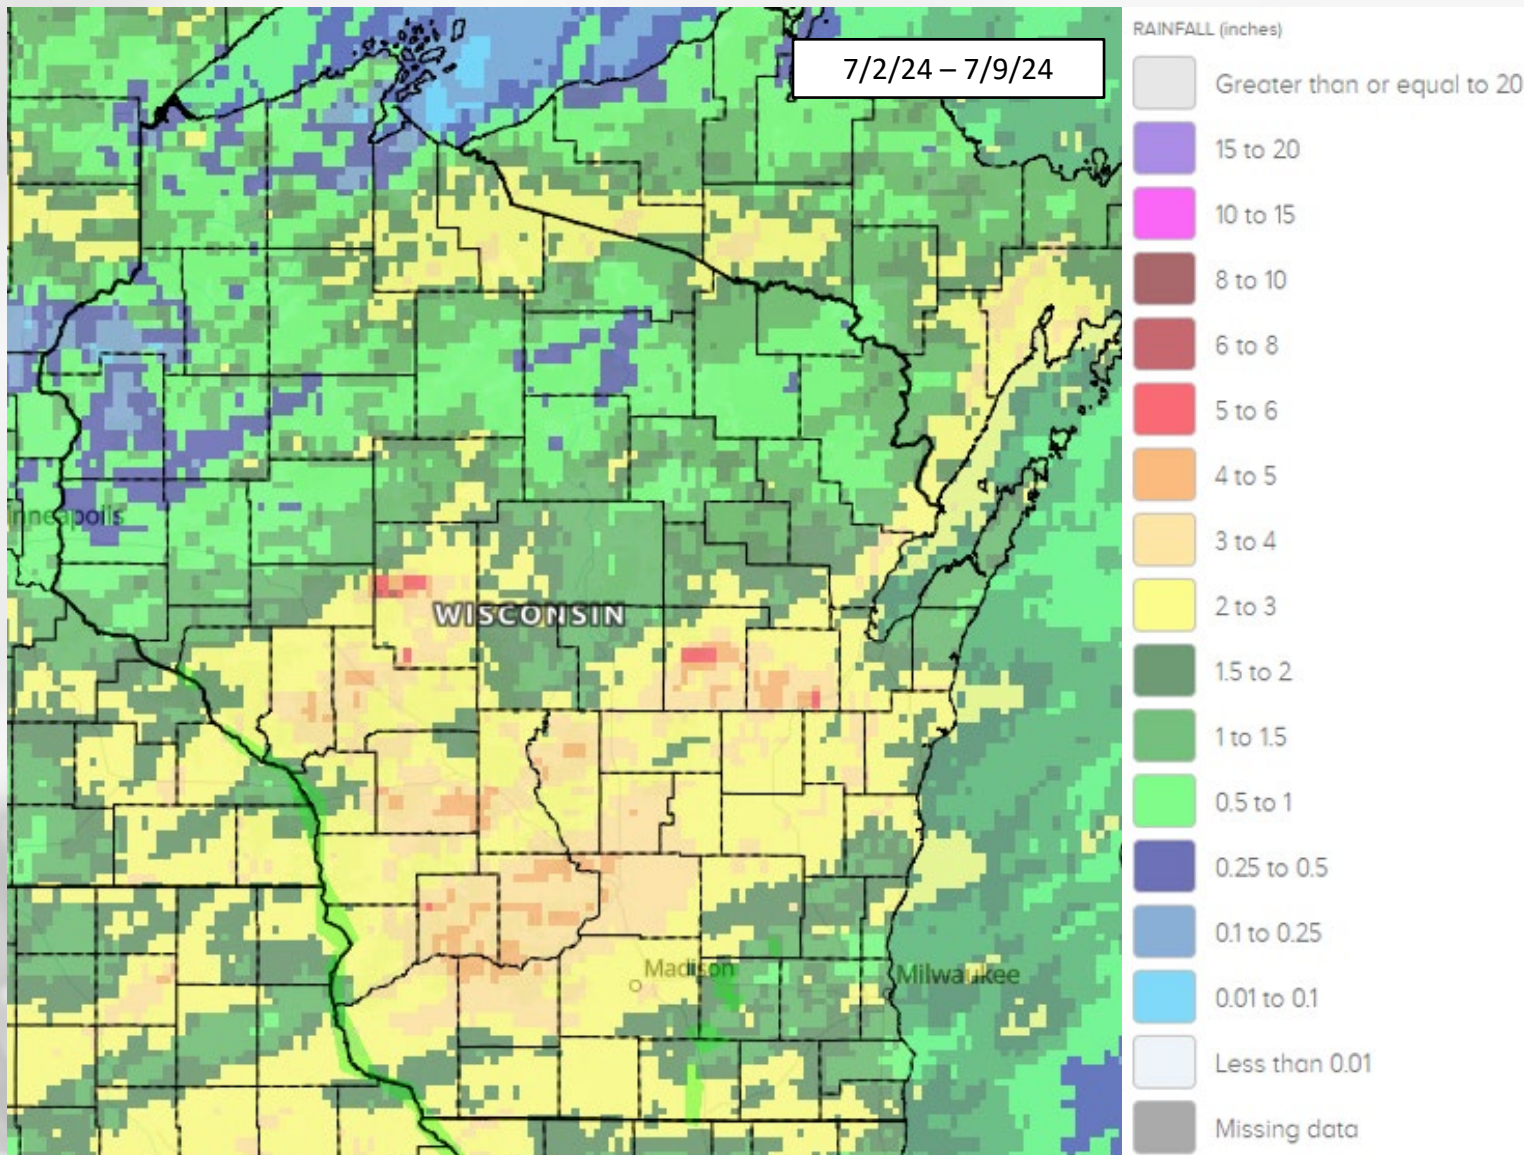 7/2/24 – 7/9/24
RAINFALL (inches)
Greater than or equal to 20
15 to 20
10 to 15
8 to 10
6 to 8
5 to 6
4 to 5
3 to 4
2 to 3
1.5 to 2
1 to 1.5
0.5 to 1
0.25 to 0.5
0.1 to 0.25
0.01 to 0.1
Less than 0.01
Missing data
inneapolis
WISCONSIN
Madison
Milwaukee